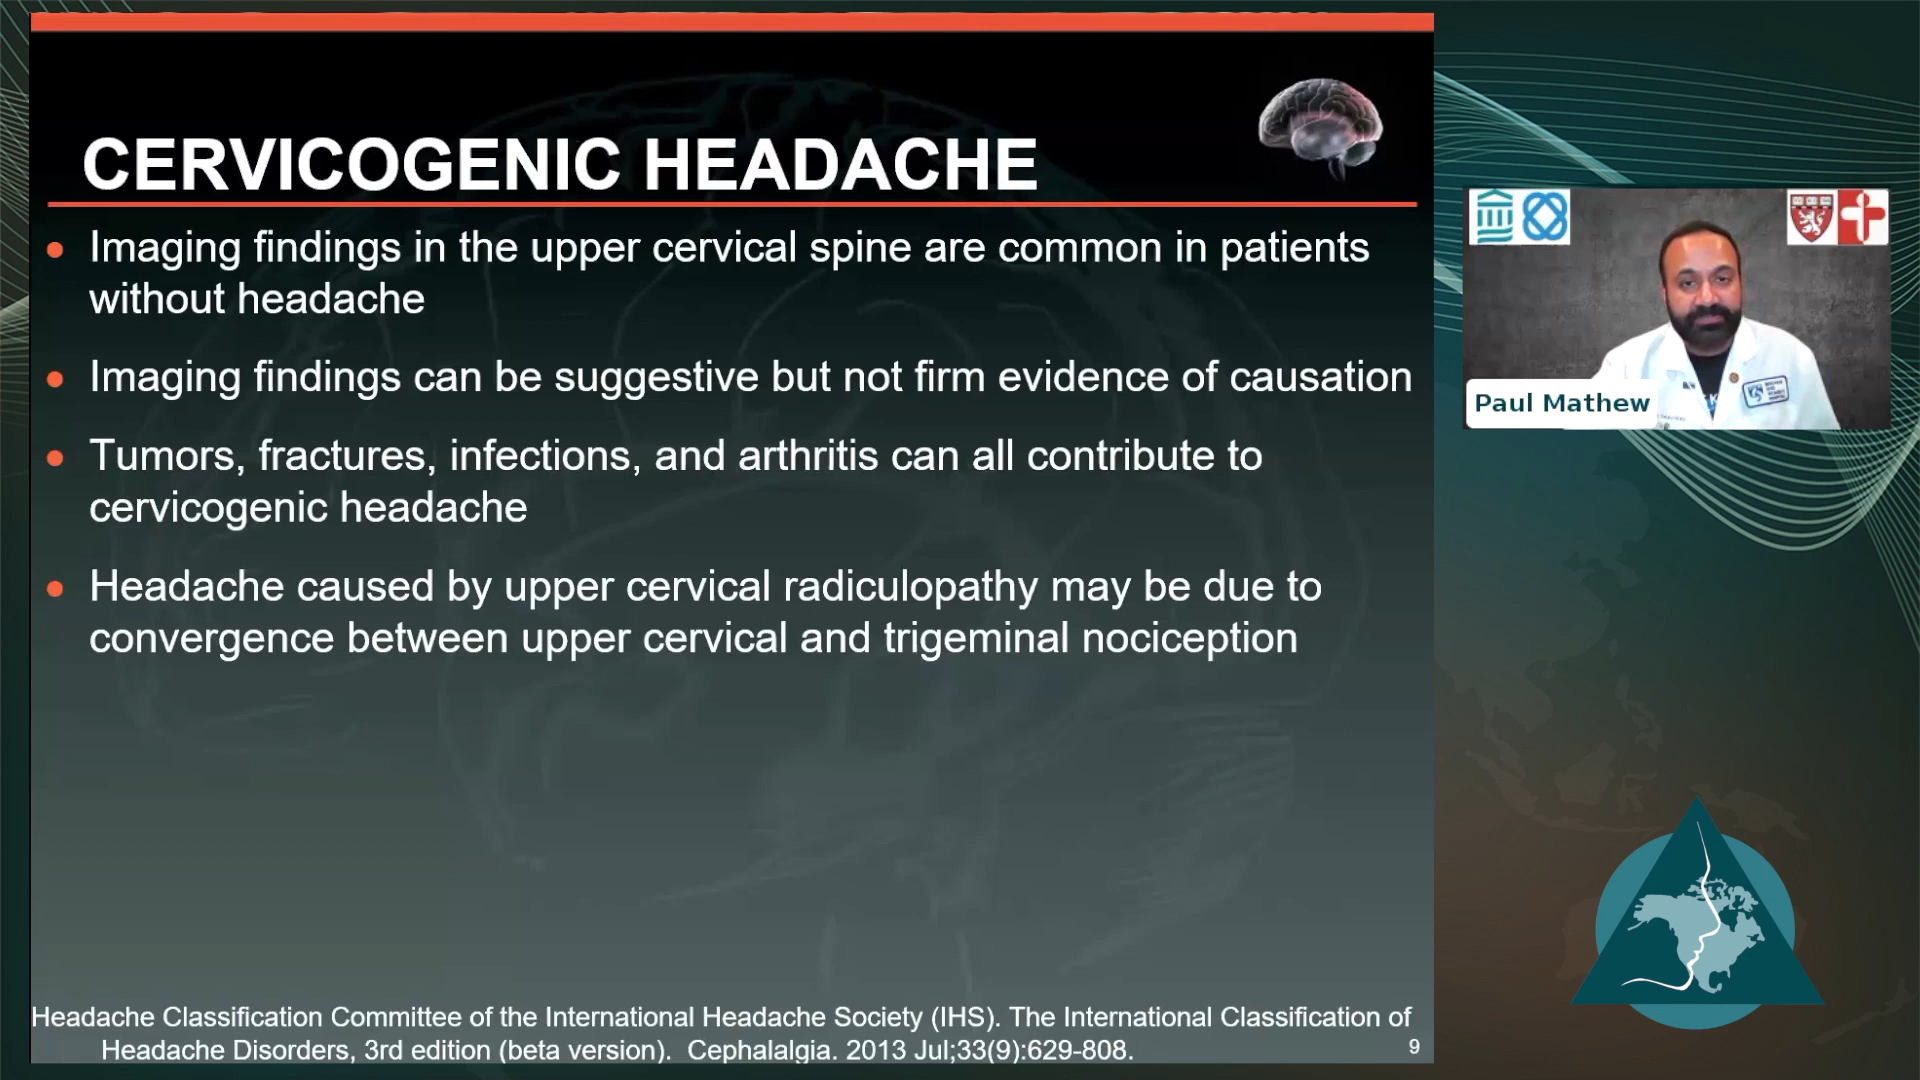 CERVICOGENIC HEADACHE
Imaging findings in the upper cervical spine are common in patients
without headache
Imaging findings can be suggestive but not firm evidence of causation
Tumors, fractures, infections, and arthritis can all contribute to
cervicogenic headache
Headache caused by upper cervical radiculopathy may be due to
convergence between upper cervical and trigeminal nociception
Headache Classification Committee of the International Headache Society (IHS). The International Classification of
Headache Disorders, 3rd edition (beta version).  Cephalalgia. 2013 Jul;33(9):629-808.
9
Paul Mathew